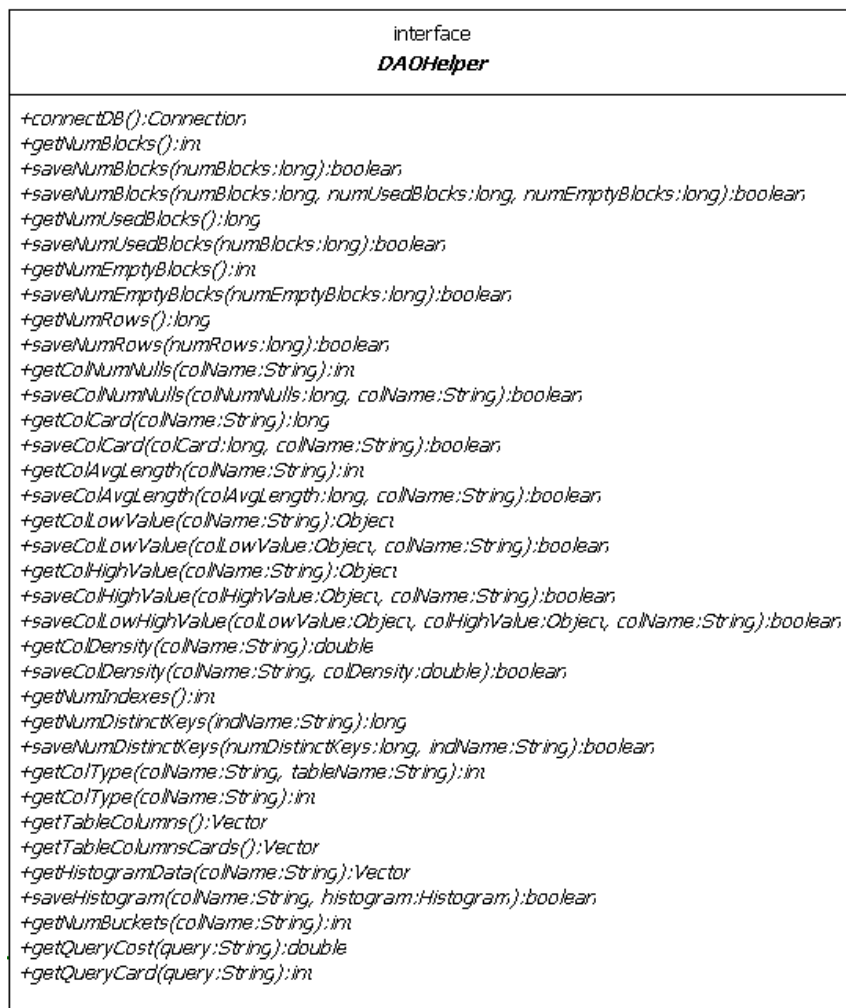 interface
DAOHelper
+connectDB():Connection
+getNumBlocks():int
+saveNumBlocks(numBlocks:long):boolean
+saveNumBlocks(numBlocks:long, numUsedBlocks:long, numEmptyBlocks:long):boolean
+getNumUsedBlocks():long
+saveNumUsedBlocks(numBlocks:long):boolean
+getNumEmptyBlocks():int
+saveNumEmptyBlocks(numEmptyBlocks:long):boolean
+getNumRows():long
+saveNumRows(numRows:long):boolean
+getColNumNulls(colName:String):int
+saveColNumNulls(colNumNulls:long, colName:String):boolean
+getColCard(colName:String):long
+saveColCard(colCard:long, colName:String):boolean
+getColAvgLength(colName:String):int
+saveColAvgLength(colAvgLength:long, colName:String):boolean
+getColLowValue(colName:String):Object
+saveColLowValue(colLowValue:Object, colName:String):boolean
+getColHighValue(colName:String):Object
+saveColHighValue(colHighValue:Object, colName:String):boolean
+saveColLowHighValue(colLowValue:Object, colHighValue:Object, colName:String):boolean
+getColDensity(colName:String):double
+saveColDensity(colName:String, colDensity:double):boolean
+getNumIndexes():int
+getNumDistinctKeys(indName:String):long
+saveNumDistinctKeys(numDistinctKeys:long, indName:String):boolean
+getColType(colName:String, tableName:String):int
+getColType(colName:String):int
+getTableColumns():Vector
+getTableColumnsCards():Vector
+getHistogramData(colName:String):Vector
+saveHistogram(colName:String, histogram:Histogram):boolean
+getNumBuckets(colName:String):int
+getQueryCost(query:String):double
+getQueryCard(query:String):int